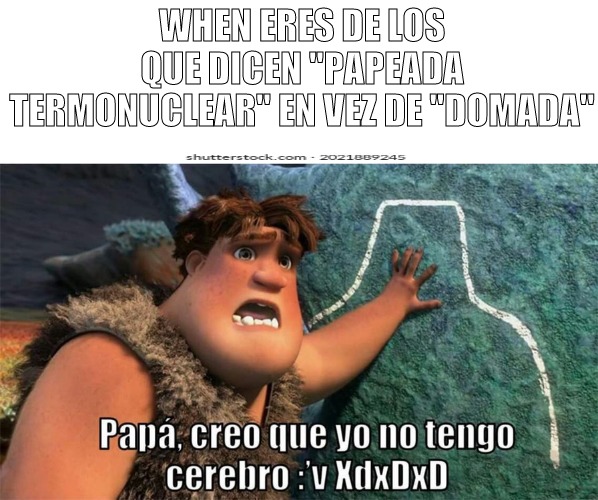 WHEN ERES DE LOS
QUE DICEN "PAPEADA
TERMONUCLEAR" EN VEZ DE "DOMADA"
shutterstock.com · 2021889245
Papá, creo que yo no tengo
cerebro :'v XdxDxD